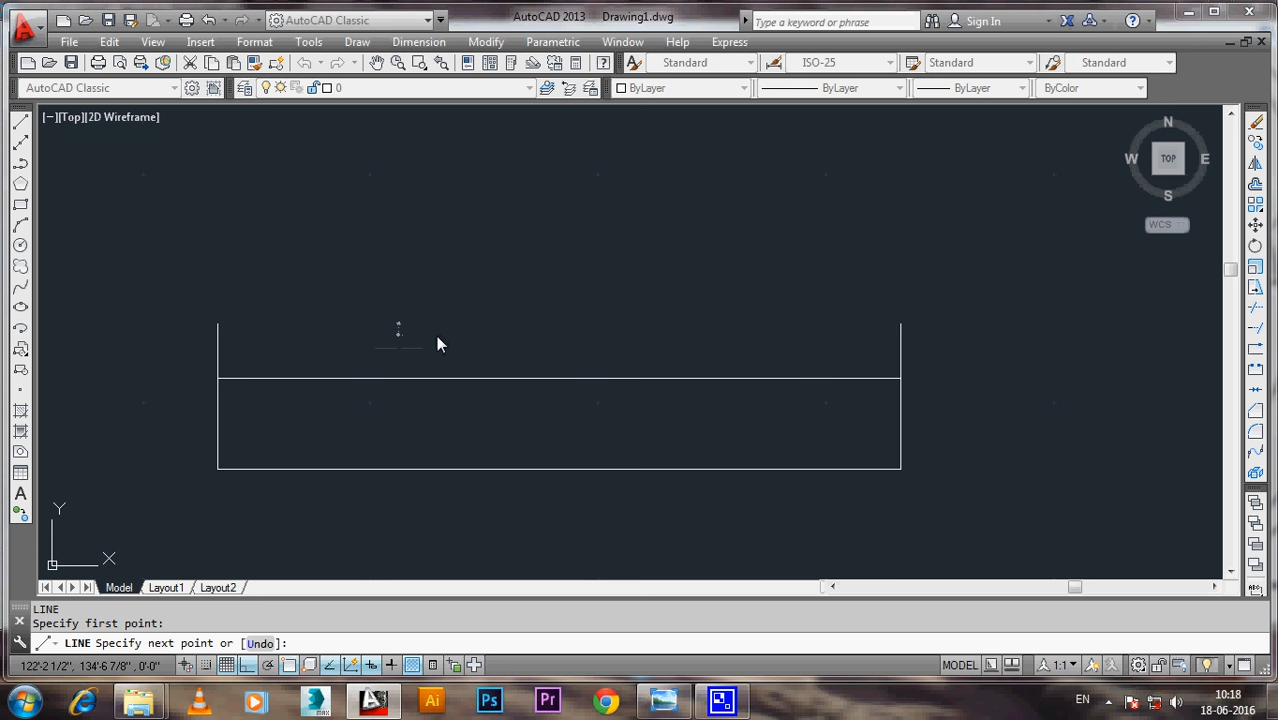 AutoCAD Classic AutoCAD 2013 Drawing1.dwg Type a keyword or phrase Sign In
File Edit View Insert Format Tools Draw Dimension Modify Parametric Window Help Express
Standard ISO-25 Standard Standard
AutoCAD Classic 0 ByLayer ByLayer ByLayer ByColor
[−][Top][2D Wireframe]
N
W TOP E
S
WCS
A
Y
X
Model Layout1 Layout2
LINE
Specify first point:
LINE Specify next point or [Undo]:
122'-2 1/2", 134'-6 7/8", 0'-0" MODEL 1:1
Ai Ps Pr EN 10:18
18-06-2016